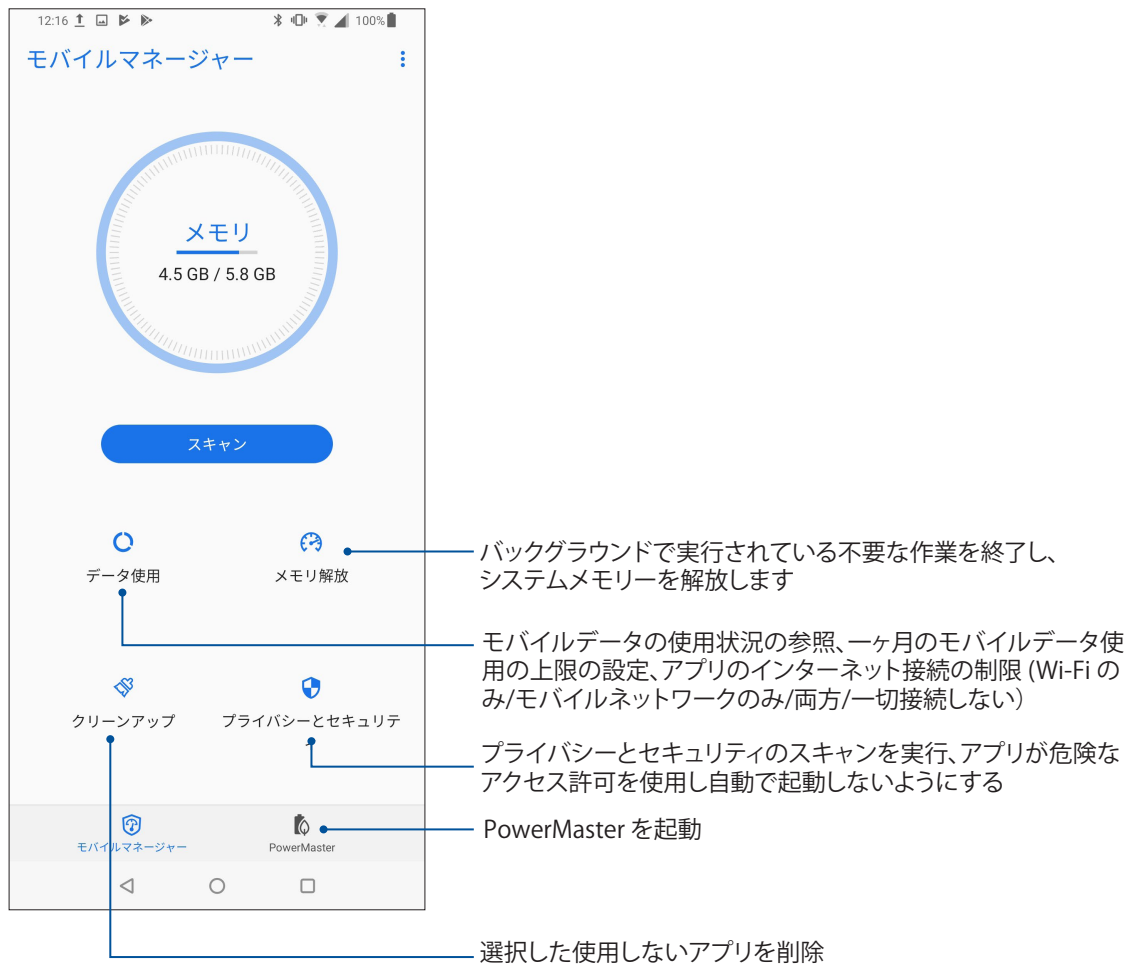 12:16
100%
モバイルマネージャー
メモリ
4.5 GB / 5.8 GB
スキャン
データ使用
メモリ解放
バックグラウンドで実行されている不要な作業を終了し、
システムメモリーを解放します
モバイルデータの使用状況の参照、一ヶ月のモバイルデータ使
用の上限の設定、アプリのインターネット接続の制限 (Wi-Fi の
み/モバイルネットワークのみ/両方/一切接続しない）
クリーンアップ
プライバシーとセキュリテ
プライバシーとセキュリティのスキャンを実行、アプリが危険な
アクセス許可を使用し自動で起動しないようにする
モバイルマネージャー
PowerMaster
PowerMaster を起動
選択した使用しないアプリを削除